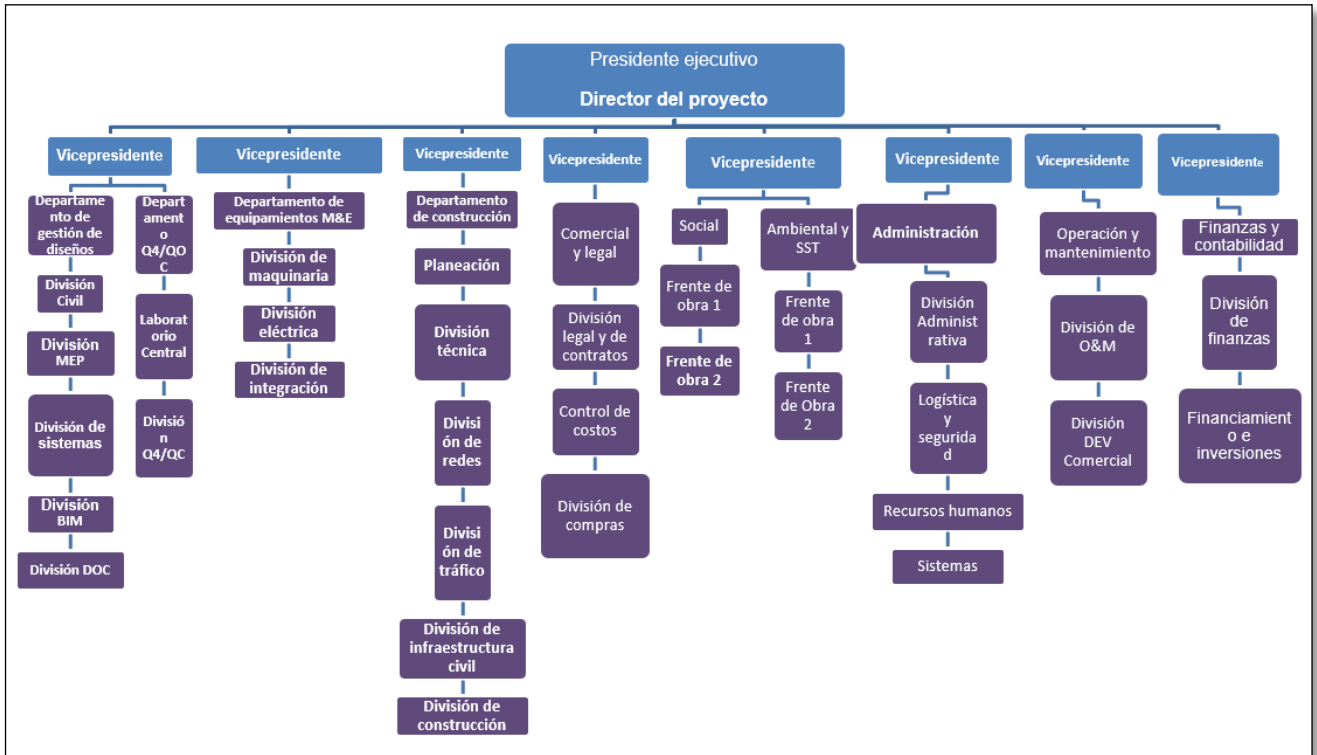 Presidente ejecutivo
Director del proyecto
Vicepresidente
Departame
nto de
gestión de
diseños
División
Civil
División
MEP
División de
sistemas
División
BIM
División DOC
Depart
amento
Q4/QO
C
Laborat
orio
Central
Divisió
n
Q4/QC
Vicepresidente
Departamento de
equipamientos M&E
División de
maquinaria
División
eléctrica
División de
integración
Vicepresidente
Departamento
de construcción
Planeación
División
técnica
Divisi
ón de
redes
Divisi
ón de
tráfico
División de
infraestructura
civil
División de
construcción
Vicepresidente
Comercial
y legal
División
legal y de
contratos
Control de
costos
División de
compras
Vicepresidente
Social
Frente de
obra 1
Frente de
obra 2
Ambiental y
SST
Frente
de obra
1
Frente
de Obra
2
Vicepresidente
Administración
División
Administ
rativa
Logística
y
segurida
d
Recursos humanos
Sistemas
Vicepresidente
Operación y
mantenimiento
División de
O&M
División
DEV
Comercial
Vicepresidente
Finanzas y
contabilidad
División
de
finanzas
Financiamient
o e
inversiones